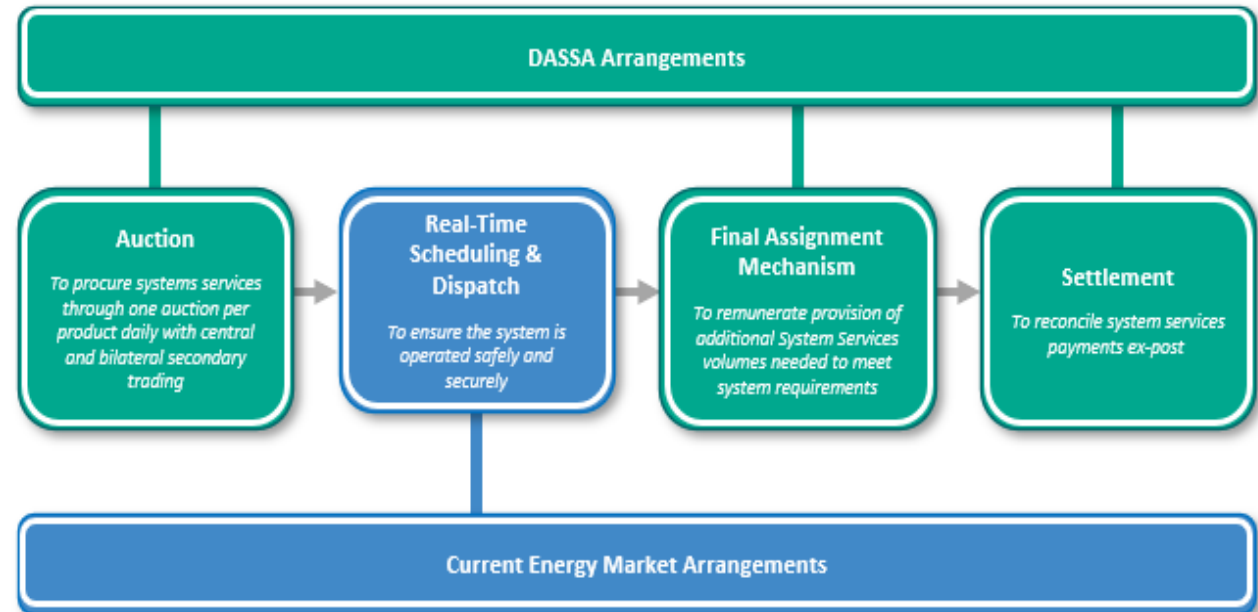 DASSA Arrangements
Auction
To procure systems services
through one auction per
product daily with central
and bilateral secondary
trading
Real-Time
Scheduling &
Dispatch
To ensure the system is
operated safely and
securely
Final Assignment
Mechanism
To remunerate provision of
additional System Services
volumes needed to meet
system requirements
Settlement
To reconcile system services
payments ex-post
Current Energy Market Arrangements